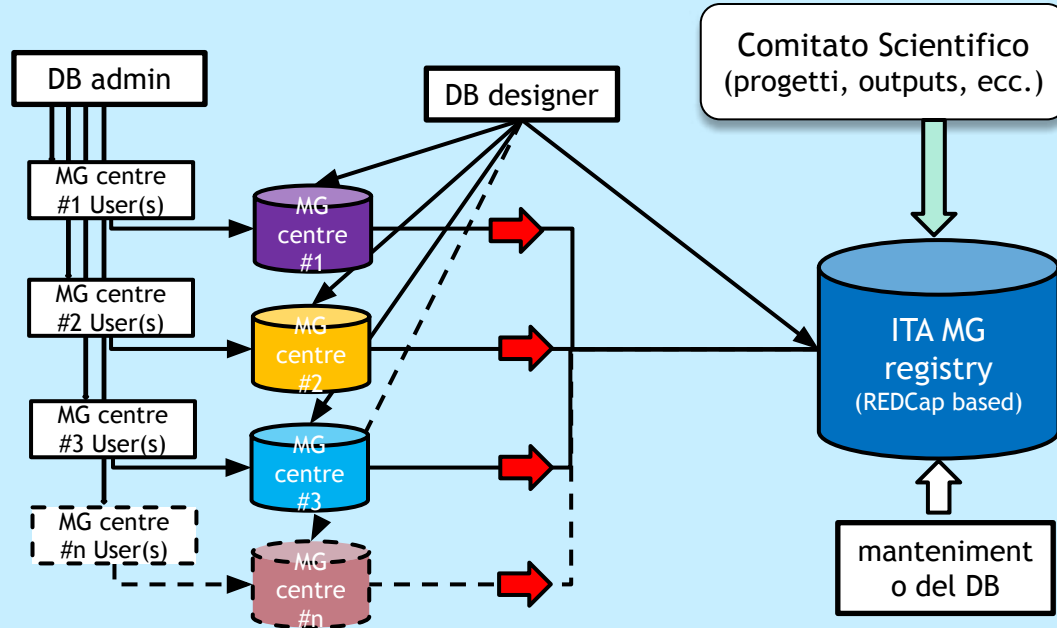 DB admin
DB designer
Comitato Scientifico
(progetti, outputs, ecc.)
MG centre
#1 User(s)
MG
centre
#1
MG centre
#2 User(s)
MG
centre
#2
ITA MG
registry
(REDCap based)
MG centre
#3 User(s)
MG
centre
#3
MG centre
#n User(s)
MG
centre
#n
manteniment
o del DB